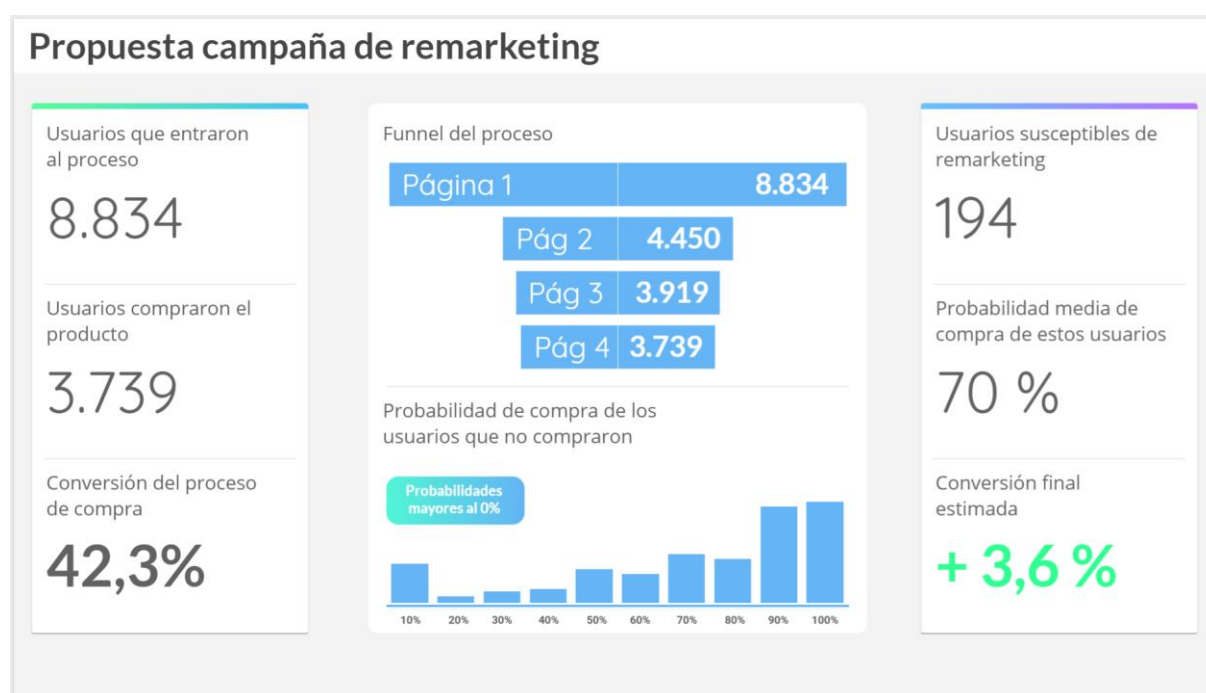 Propuesta campaña de remarketing
Usuarios que entraron
al proceso
8.834
Usuarios compraron el
producto
3.739
Conversión del proceso
de compra
42,3%
Funnel del proceso
Página 1 8.834
Pág 2 4.450
Pág 3 3.919
Pág 4 3.739
Probabilidad de compra de los
usuarios que no compraron
Probabilidades
mayores al 0%
10% 20% 30% 40% 50% 60% 70% 80% 90% 100%
Usuarios susceptibles de
remarketing
194
Probabilidad media de
compra de estos usuarios
70 %
Conversión final
estimada
+ 3,6 %